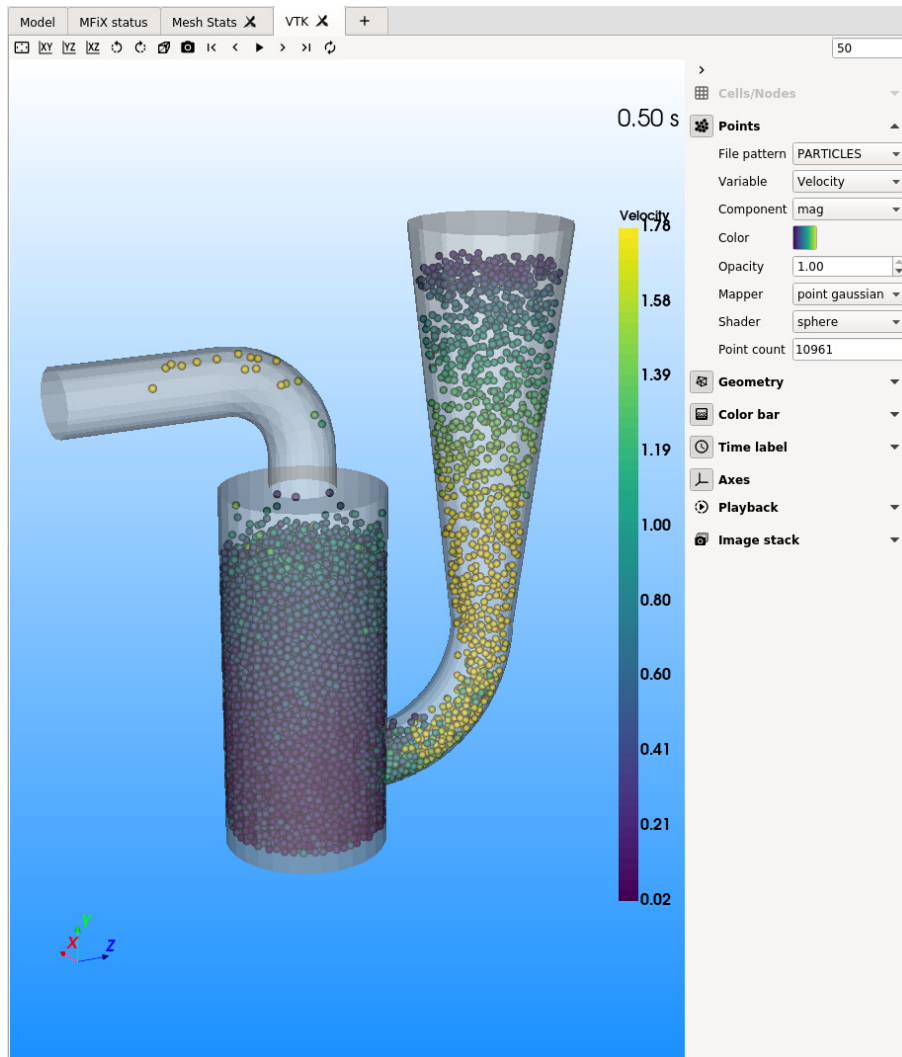 Model MFiX status Mesh Stats VTK +
XY YZ XZ
50
0.50 s
Cells/Nodes
Points
File pattern PARTICLES
Variable Velocity
Component mag
Color
Opacity 1.00
Mapper point gaussian
Shader sphere
Point count 10961
Geometry
Color bar
Time label
Axes
Playback
Image stack
Velocity
1.78
1.58
1.39
1.19
1.00
0.80
0.60
0.41
0.21
0.02
Y
X
Z